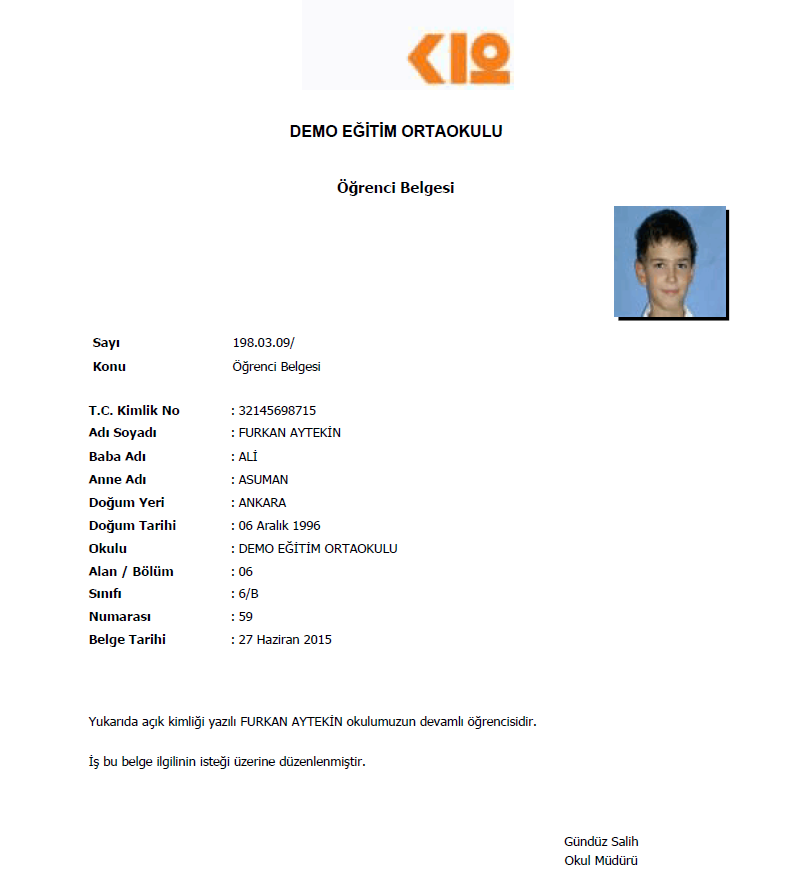 DEMO EĞİTİM ORTAOKULU
Öğrenci Belgesi
Sayı 198.03.09/
Konu Öğrenci Belgesi
T.C. Kimlik No : 32145698715
Adı Soyadı : FURKAN AYTEKİN
Baba Adı : ALİ
Anne Adı : ASUMAN
Doğum Yeri : ANKARA
Doğum Tarihi : 06 Aralık 1996
Okulu : DEMO EĞİTİM ORTAOKULU
Alan / Bölüm : 06
Sınıfı : 6/B
Numarası : 59
Belge Tarihi : 27 Haziran 2015
Yukarıda açık kimliği yazılı FURKAN AYTEKİN okulumuzun devamlı öğrencisidir.
İş bu belge ilgilinin isteği üzerine düzenlenmiştir.
Gündüz Salih
Okul Müdürü